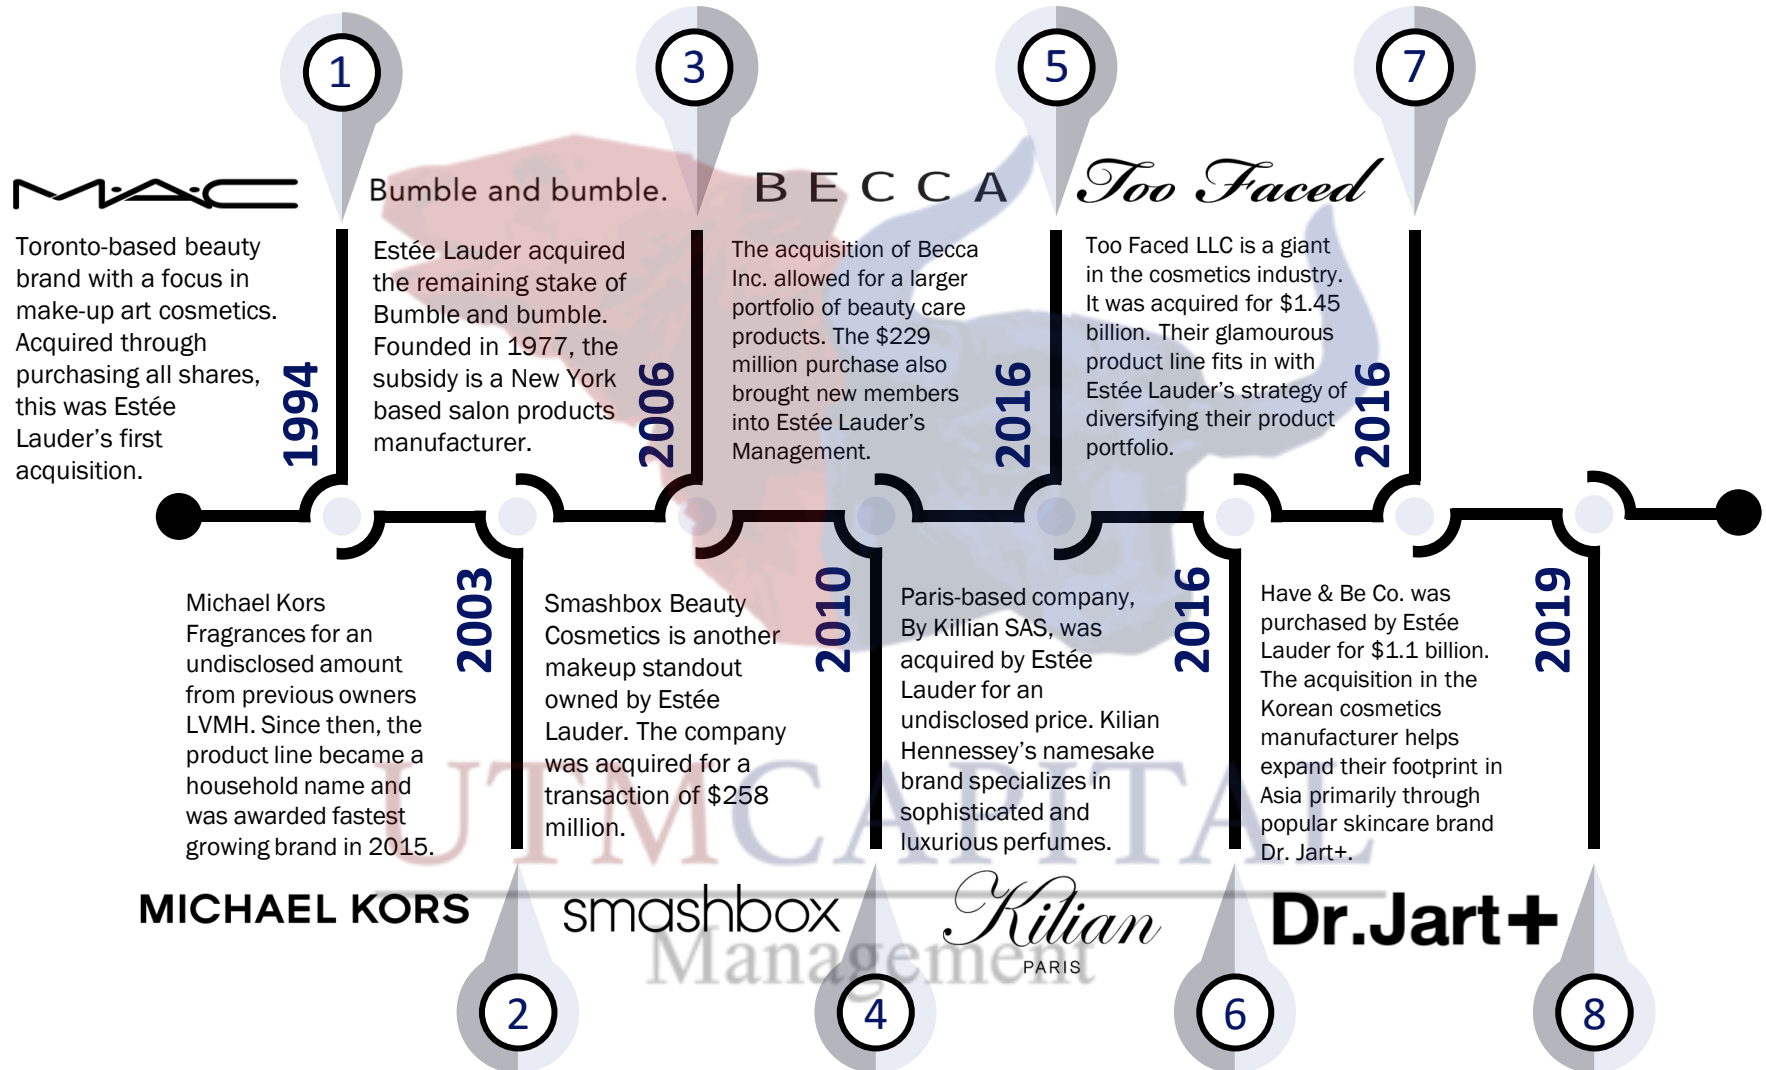 1
3
5
7
MAC
Toronto-based beauty
brand with a focus in
make-up art cosmetics.
Acquired through
purchasing all shares,
this was Estée
Lauder's first
acquisition.
1994
Bumble and bumble.
Estée Lauder acquired
the remaining stake of
Bumble and bumble.
Founded in 1977, the
subsidy is a New York
based salon products
manufacturer.
2006
BECCA
The acquisition of Becca
Inc. allowed for a larger
portfolio of beauty care
products. The $229
million purchase also
brought new members
into Estée Lauder's
Management.
2016
Too Faced
Too Faced LLC is a giant
in the cosmetics industry.
It was acquired for $1.45
billion. Their glamourous
product line fits in with
Estée Lauder's strategy of
diversifying their product
portfolio.
2016
Michael Kors
Fragrances for an
undisclosed amount
from previous owners
LVMH. Since then, the
product line became a
household name and
was awarded fastest
growing brand in 2015.
MICHAEL KORS
2003
Smashbox Beauty
Cosmetics is another
makeup standout
owned by Estée
Lauder. The company
was acquired for a
transaction of $258
million.
smashbox
2010
Paris-based company,
By Killian SAS, was
acquired by Estée
Lauder for an
undisclosed price. Kilian
Hennessey's namesake
brand specializes in
sophisticated and
luxurious perfumes.
Kilian
PARIS
2016
Have & Be Co. was
purchased by Estée
Lauder for $1.1 billion.
The acquisition in the
Korean cosmetics
manufacturer helps
expand their footprint in
Asia primarily through
popular skincare brand
Dr. Jart+.
Dr.Jart+
2019
UTMCAPITAL
Management
2
4
6
8